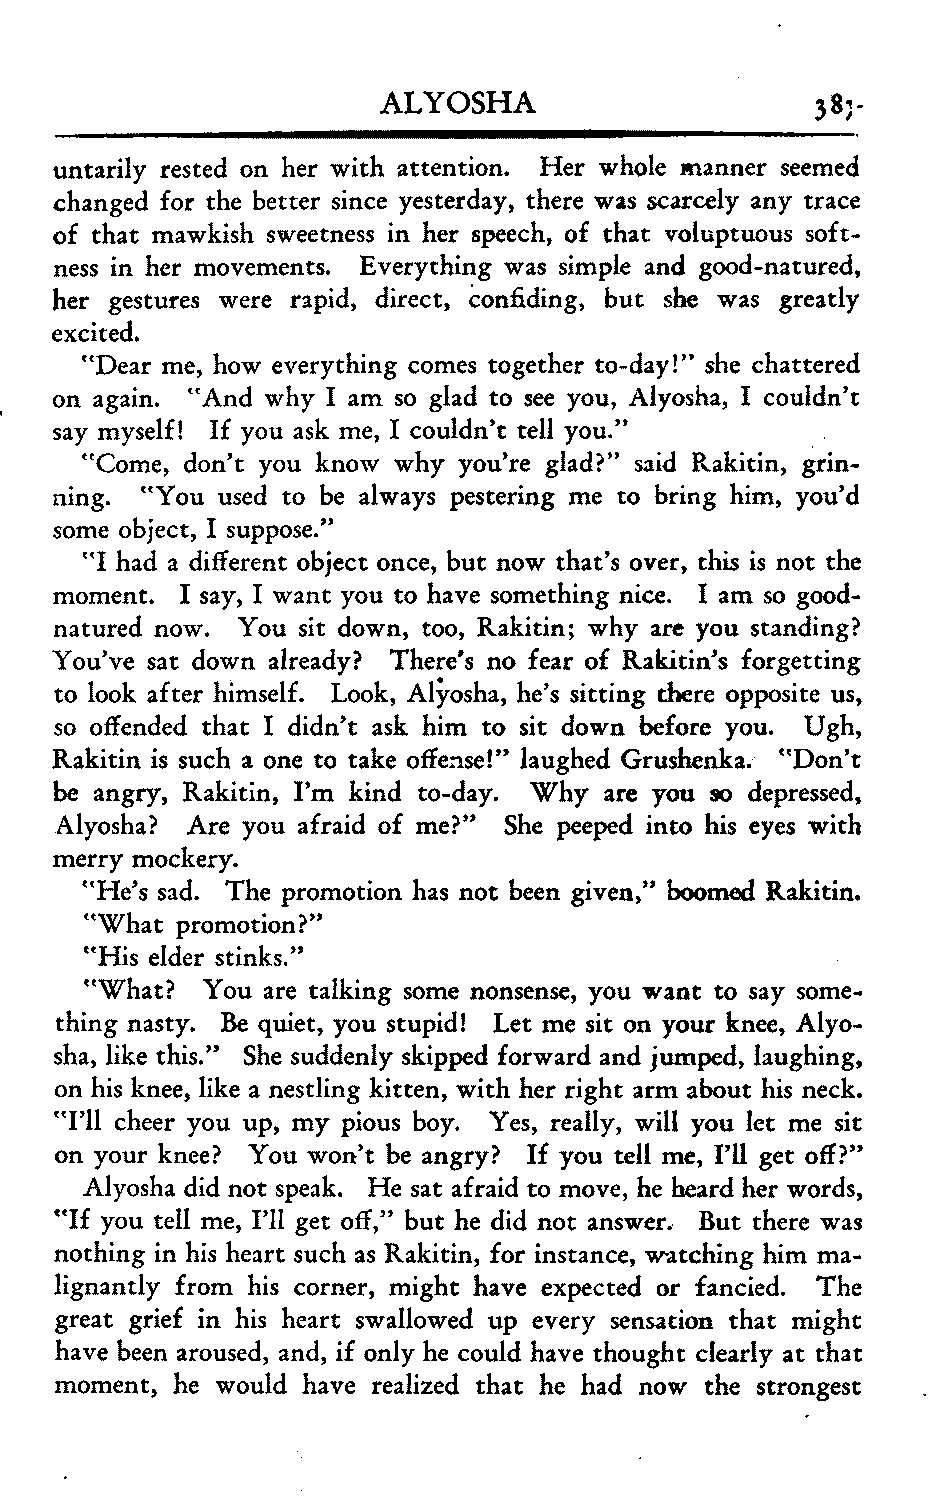 ALYOSHA 385
untarily rested on her with attention. Her whole manner seemed
changed for the better since yesterday, there was scarcely any trace
of that mawkish sweetness in her speech, of that voluptuous soft-
ness in her movements. Everything was simple and good-natured,
her gestures were rapid, direct, confiding, but she was greatly
excited.
"Dear me, how everything comes together to-day!" she chattered
on again. "And why I am so glad to see you, Alyosha, I couldn't
say myself! If you ask me, I couldn't tell you."
"Come, don't you know why you're glad?" said Rakitin, grin-
ning. "You used to be always pestering me to bring him, you'd
some object, I suppose."
"I had a different object once, but now that's over, this is not the
moment. I say, I want you to have something nice. I am so good-
natured now. You sit down, too, Rakitin; why are you standing?
You've sat down already? There's no fear of Rakitin's forgetting
to look after himself. Look, Alyosha, he's sitting there opposite us,
so offended that I didn't ask him to sit down before you. Ugh,
Rakitin is such a one to take offense!" laughed Grushenka. "Don't
be angry, Rakitin, I'm kind to-day. Why are you so depressed,
Alyosha? Are you afraid of me?" She peeped into his eyes with
merry mockery.
"He's sad. The promotion has not been given," boomed Rakitin.
"What promotion?"
"His elder stinks."
"What? You are talking some nonsense, you want to say some-
thing nasty. Be quiet, you stupid! Let me sit on your knee, Alyo-
sha, like this." She suddenly skipped forward and jumped, laughing,
on his knee, like a nestling kitten, with her right arm about his neck.
"I'll cheer you up, my pious boy. Yes, really, will you let me sit
on your knee? You won't be angry? If you tell me, I'll get off?"
Alyosha did not speak. He sat afraid to move, he heard her words,
"If you tell me, I'll get off," but he did not answer. But there was
nothing in his heart such as Rakitin, for instance, watching him ma-
lignantly from his corner, might have expected or fancied. The
great grief in his heart swallowed up every sensation that might
have been aroused, and, if only he could have thought clearly at that
moment, he would have realized that he had now the strongest